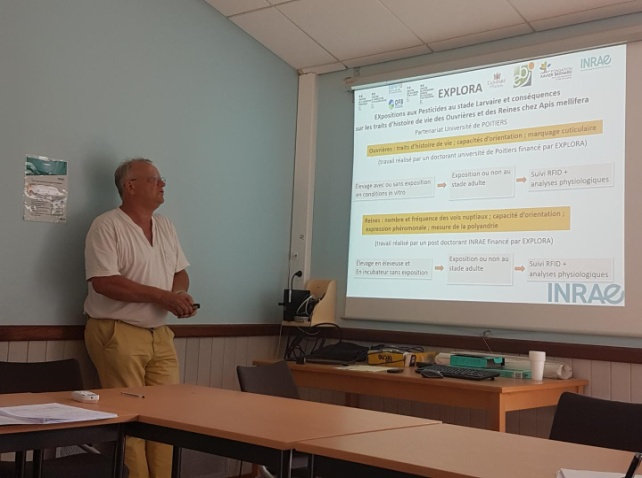 EXPLORA
INRAE
EXpositions aux Pesticides au stade Larvaire et conséquences
sur les traits d'histoire de vie des Ouvrières et des Reines chez Apis mellifera
Partenariat Université de POITIERS
Ouvrières : traits d'histoire de vie ; capacités d'orientation ; marquage cuticulaire
(travail réalisé par un doctorant université de Poitiers financé par EXPLORA)
Elevage avec ou sans exposition
en conditions in vitro
Exposition ou non au
stade adulte
Suivi RFID +
analyses physiologiques
Reines : nombre et fréquence des vols nuptiaux ; capacité d'orientation ;
expression phéromonale ; mesure de la polyandrie
(travail réalisé par un post doctorant INRAE financé par EXPLORA)
Elevage en éleveuse et
En incubateur sans exposition
Exposition ou non au
stade adulte
Suivi RFID +
analyses physiologiques
INRAE